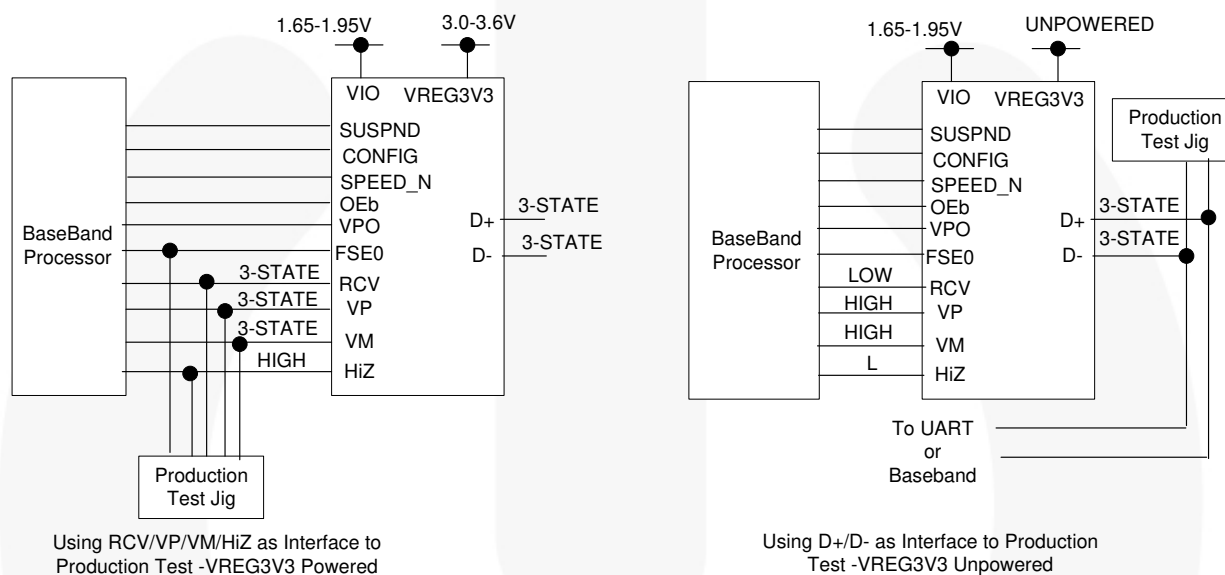 1.65-1.95V
3.0-3.6V
VIO
VREG3V3
SUSPND
CONFIG
SPEED_N
OEb
VPO
FSE0
RCV
VP
VM
HiZ
BaseBand
Processor
3-STATE
3-STATE
3-STATE
HIGH
D+
D-
3-STATE
3-STATE
Production
Test Jig
Using RCV/VP/VM/HiZ as Interface to
Production Test -VREG3V3 Powered
1.65-1.95V
UNPOWERED
VIO
VREG3V3
SUSPND
CONFIG
SPEED_N
OEb
VPO
FSE0
RCV
VP
VM
HiZ
BaseBand
Processor
LOW
HIGH
HIGH
L
D+
D-
3-STATE
3-STATE
Production
Test Jig
To UART
or
Baseband
Using D+/D- as Interface to Production
Test -VREG3V3 Unpowered